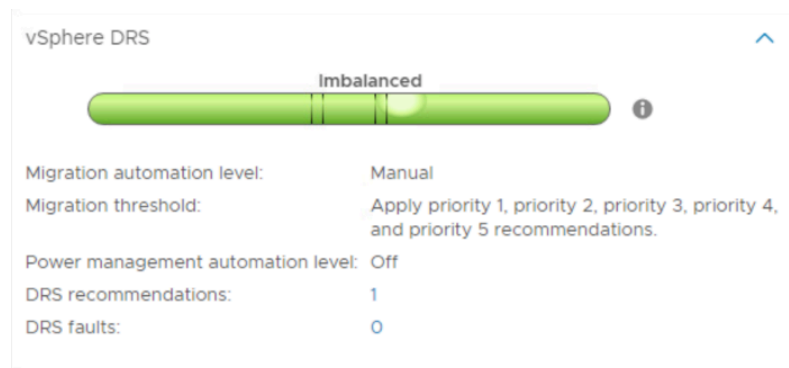 vSphere DRS
Imbalanced
Migration automation level: Manual
Migration threshold: Apply priority 1, priority 2, priority 3, priority 4,
and priority 5 recommendations.
Power management automation level: Off
DRS recommendations: 1
DRS faults: 0